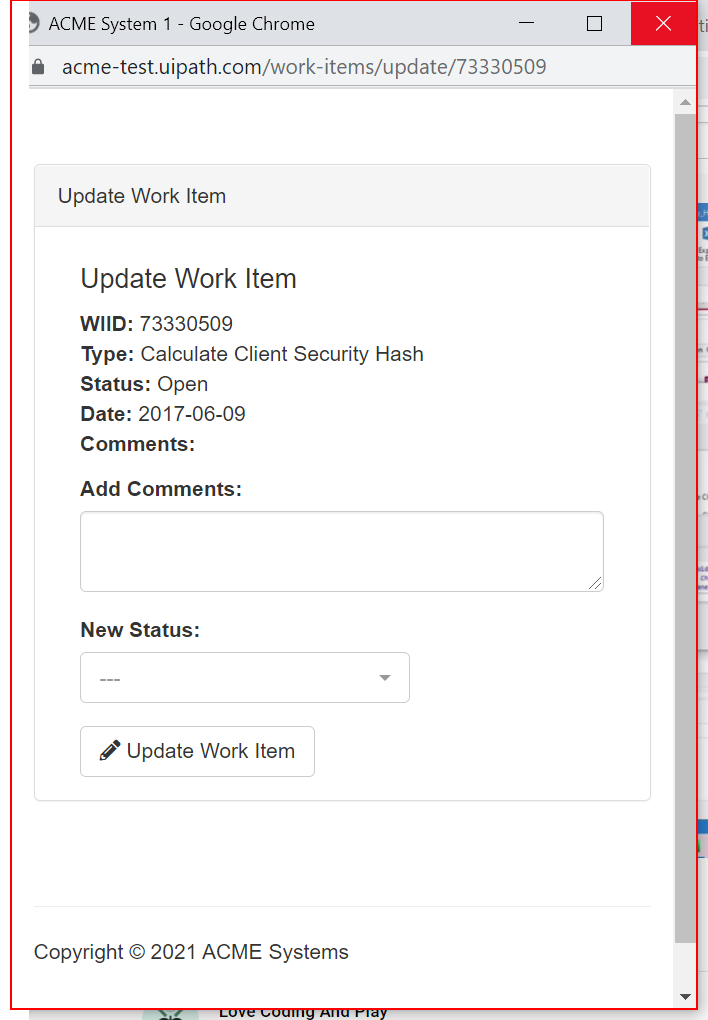 ACME System 1 - Google Chrome
acme-test.uipath.com/work-items/update/73330509
Update Work Item
Update Work Item
WIID: 73330509
Type: Calculate Client Security Hash
Status: Open
Date: 2017-06-09
Comments:
Add Comments:
New Status:
---
Update Work Item
Copyright © 2021 ACME Systems
Love Coding And Play